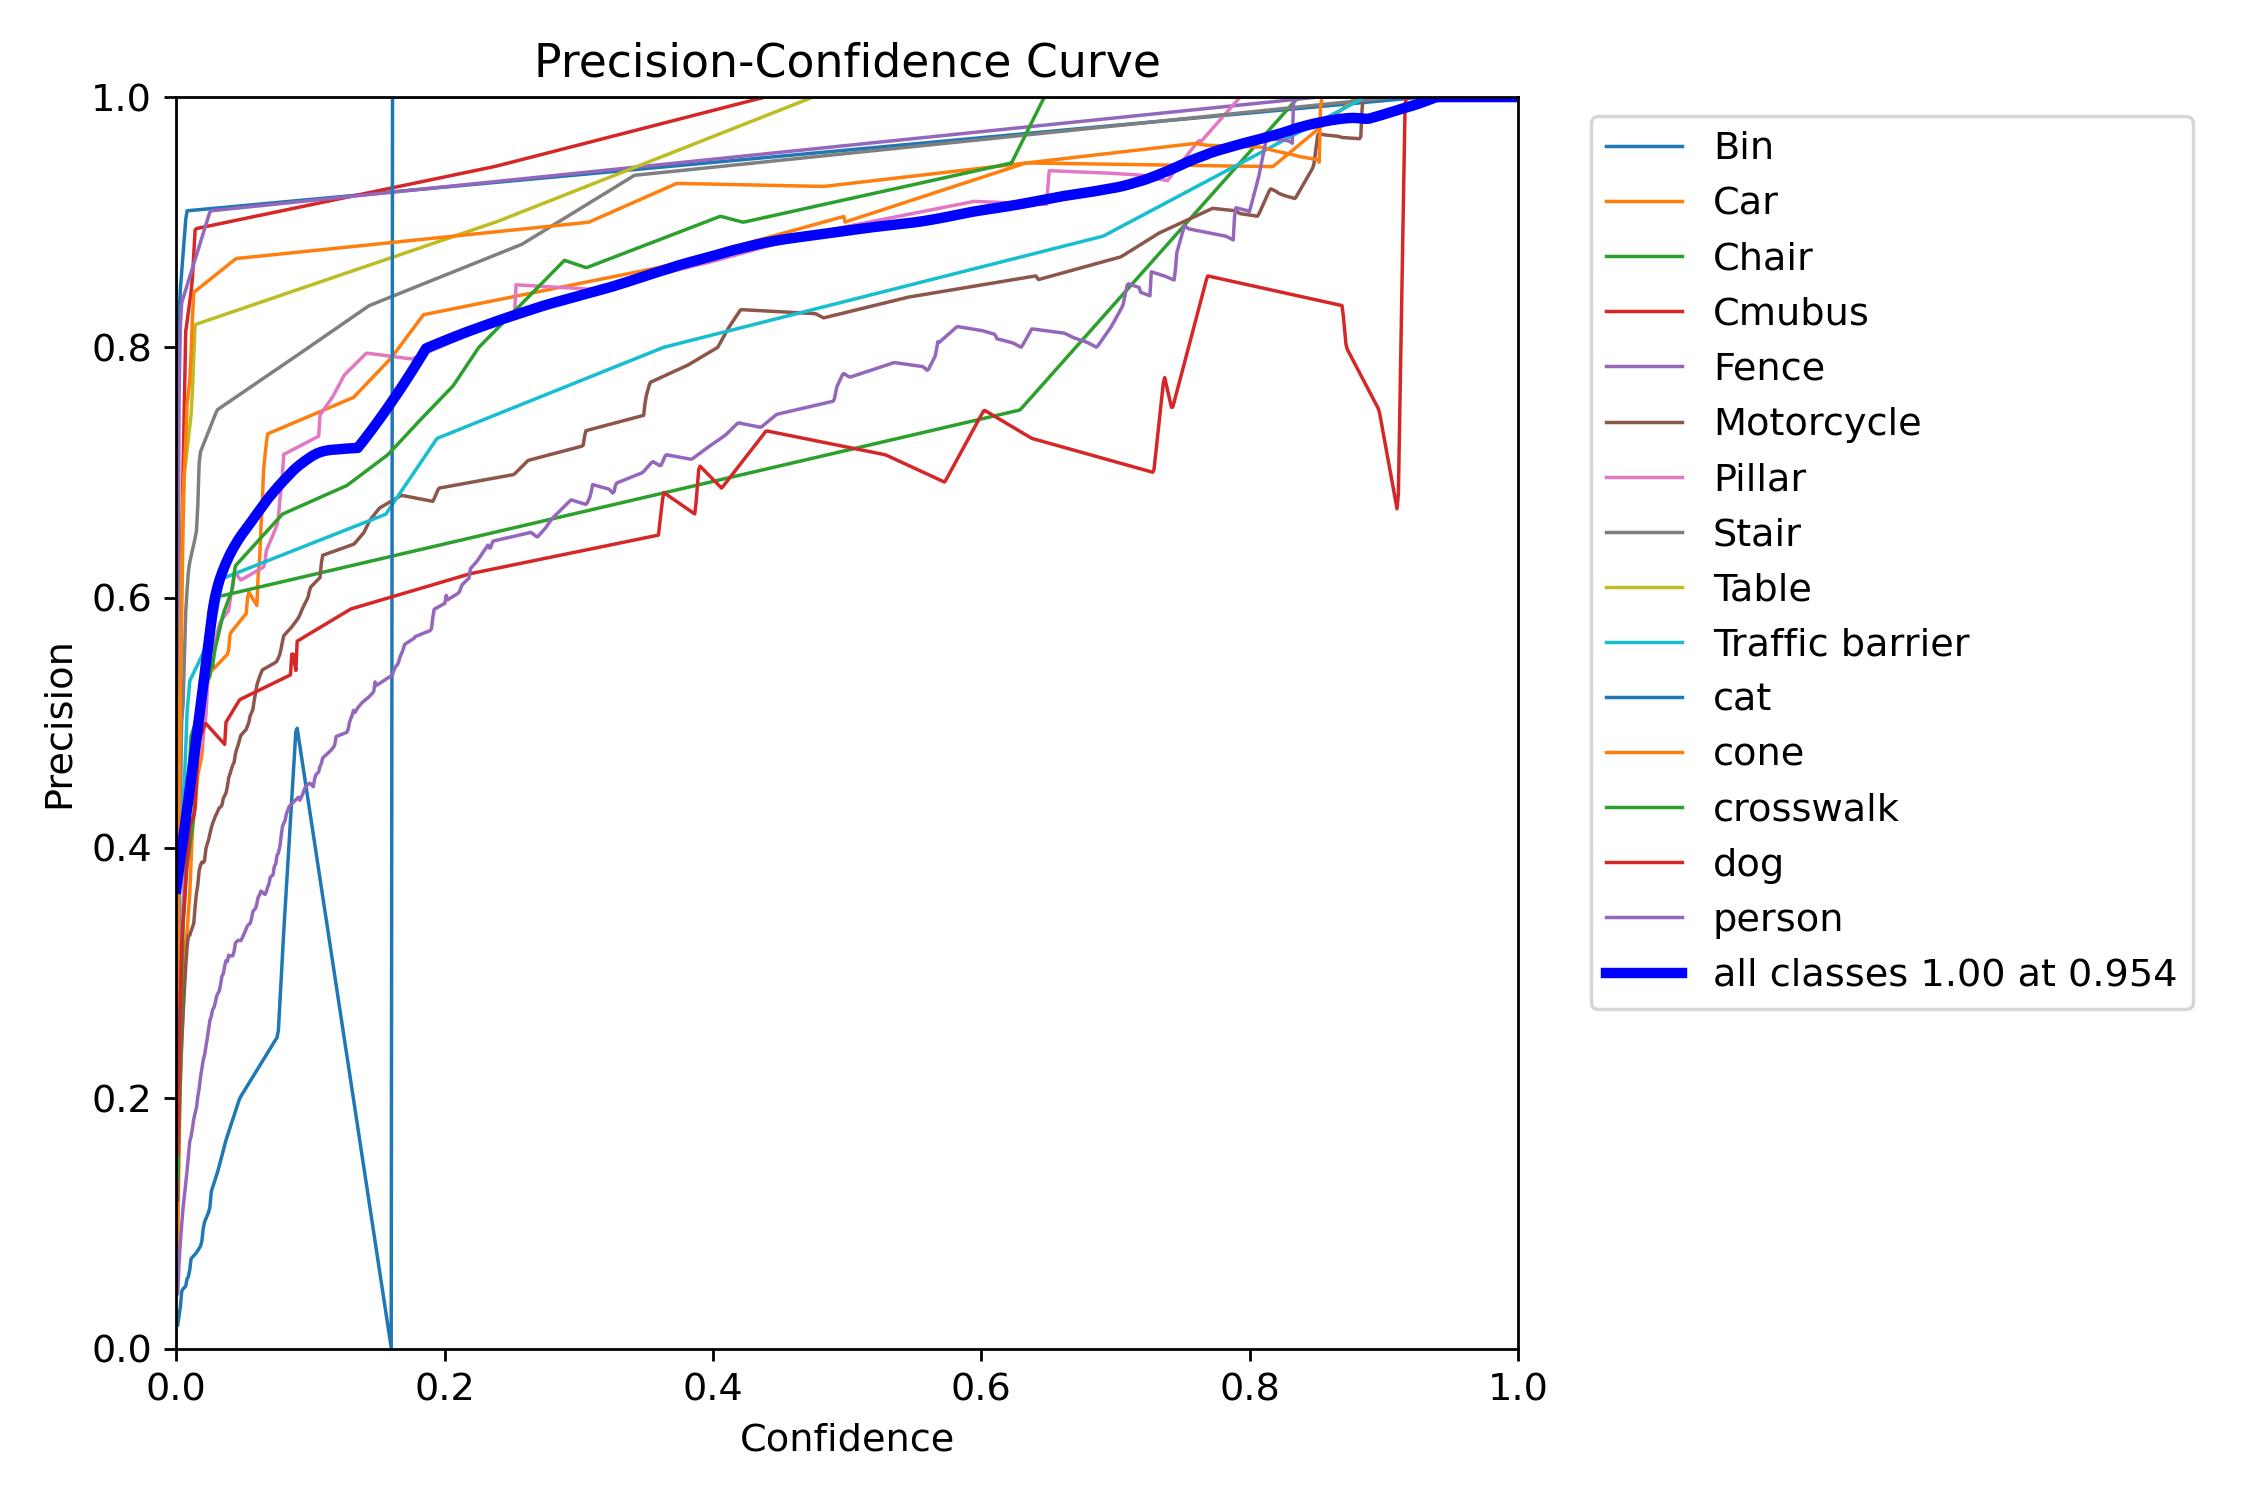 Precision-Confidence Curve
1.0
0.8
0.6
0.4
0.2
0.0
Precision
0.0 0.2 0.4 0.6 0.8 1.0
Confidence
Bin
Car
Chair
Cmubus
Fence
Motorcycle
Pillar
Stair
Table
Traffic barrier
cat
cone
crosswalk
dog
person
all classes 1.00 at 0.954